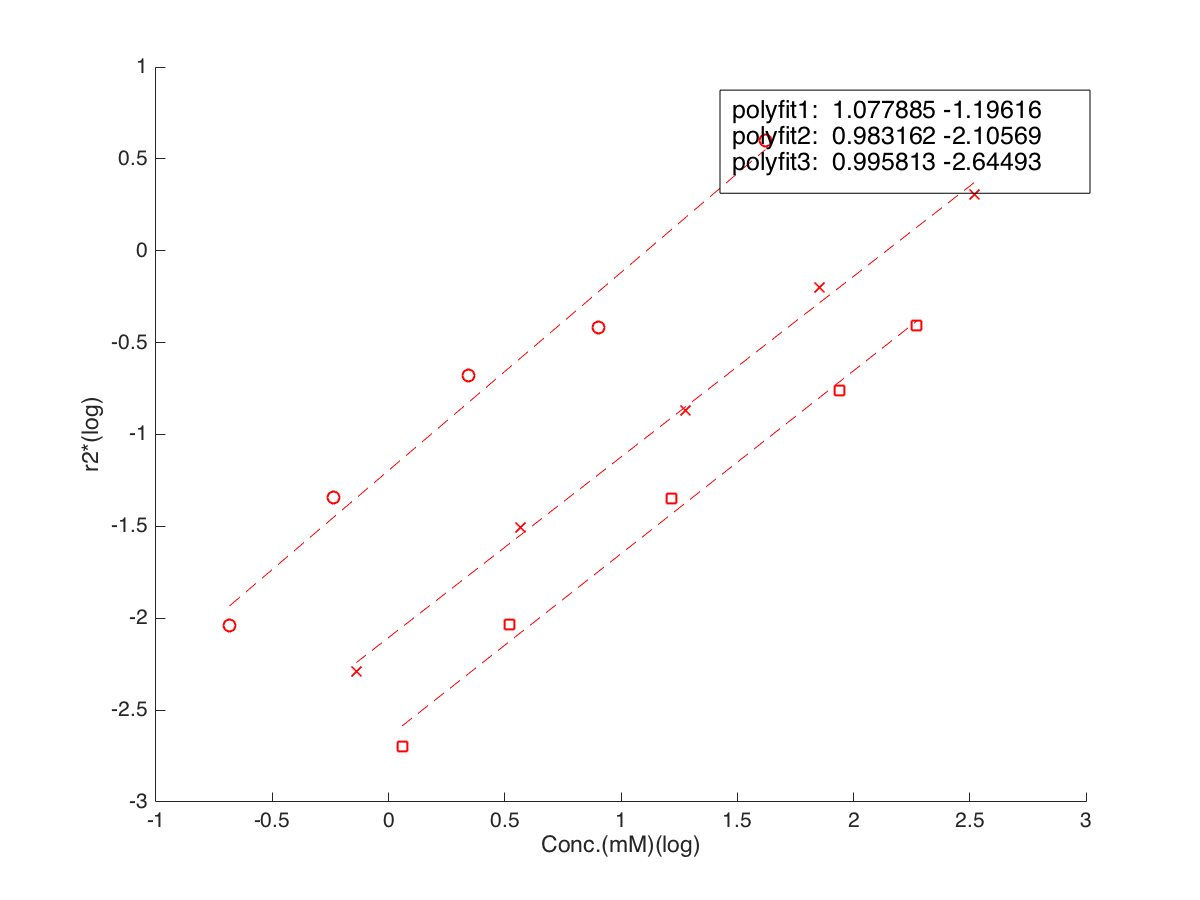 1
0.5
0
-0.5
-1
-1.5
-2
-2.5
-3
r2*(log)
polyfit1: 1.077885 -1.19616
polyfit2: 0.983162 -2.10569
polyfit3: 0.995813 -2.64493
-1 -0.5 0 0.5 1 1.5 2 2.5 3
Conc.(mM)(log)